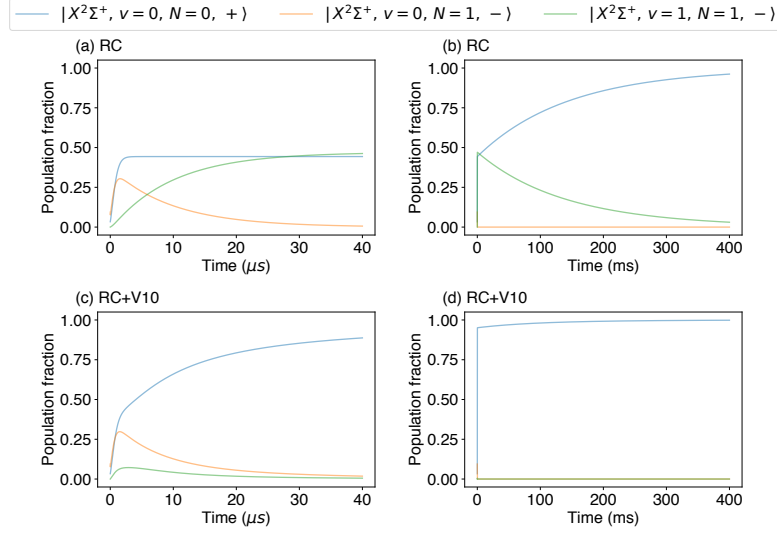 |X²Σ⁺, v = 0, N = 0, +⟩ |X²Σ⁺, v = 0, N = 1, −⟩ |X²Σ⁺, v = 1, N = 1, −⟩
(a) RC
Population fraction
1.00
0.75
0.50
0.25
0.00
0 10 20 30 40
Time (μs)
(b) RC
Population fraction
1.00
0.75
0.50
0.25
0.00
0 100 200 300 400
Time (ms)
(c) RC+V10
Population fraction
1.00
0.75
0.50
0.25
0.00
0 10 20 30 40
Time (μs)
(d) RC+V10
Population fraction
1.00
0.75
0.50
0.25
0.00
0 100 200 300 400
Time (ms)